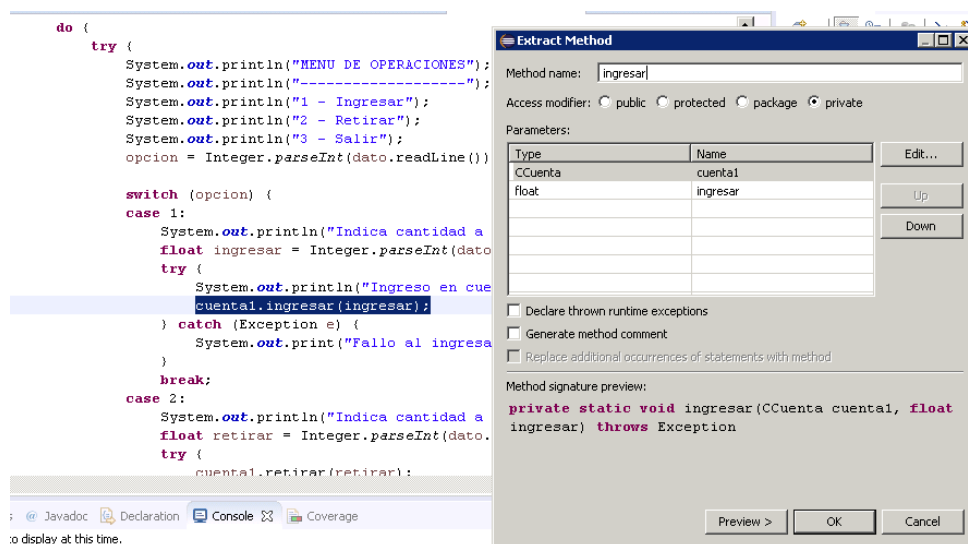 do {
try {
System.out.println("MENU DE OPERACIONES");
System.out.println("-------------------");
System.out.println("1 - Ingresar");
System.out.println("2 - Retirar");
System.out.println("3 - Salir");
opcion = Integer.parseInt(dato.readLine())
switch (opcion) {
case 1:
System.out.println("Indica cantidad a
float ingresar = Integer.parseInt(dato
try {
System.out.println("Ingreso en cue
cuenta1.ingresar(ingresar);
} catch (Exception e) {
System.out.print("Fallo al ingresa
}
break;
case 2:
System.out.println("Indica cantidad a
float retirar = Integer.parseInt(dato.
try {
cuenta1.retirar(retirar);
@ Javadoc Declaration Console Coverage
to display at this time.
Extract Method
Method name: ingresar
Access modifier: public protected package private
Parameters:
Type Name
CCuenta cuenta1
float ingresar
Edit...
Up
Down
Declare thrown runtime exceptions
Generate method comment
Replace additional occurrences of statements with method
Method signature preview:
private static void ingresar(CCuenta cuenta1, float
ingresar) throws Exception
Preview > OK Cancel